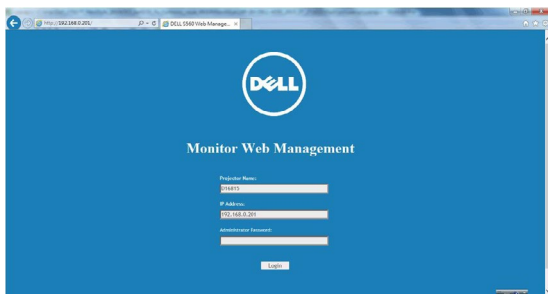 http://192.168.0.201/
DELL S560 Web Manage...
DELL
Monitor Web Management
Projector Name:
IP Address:
192.168.0.201
Administrator Password:
Login